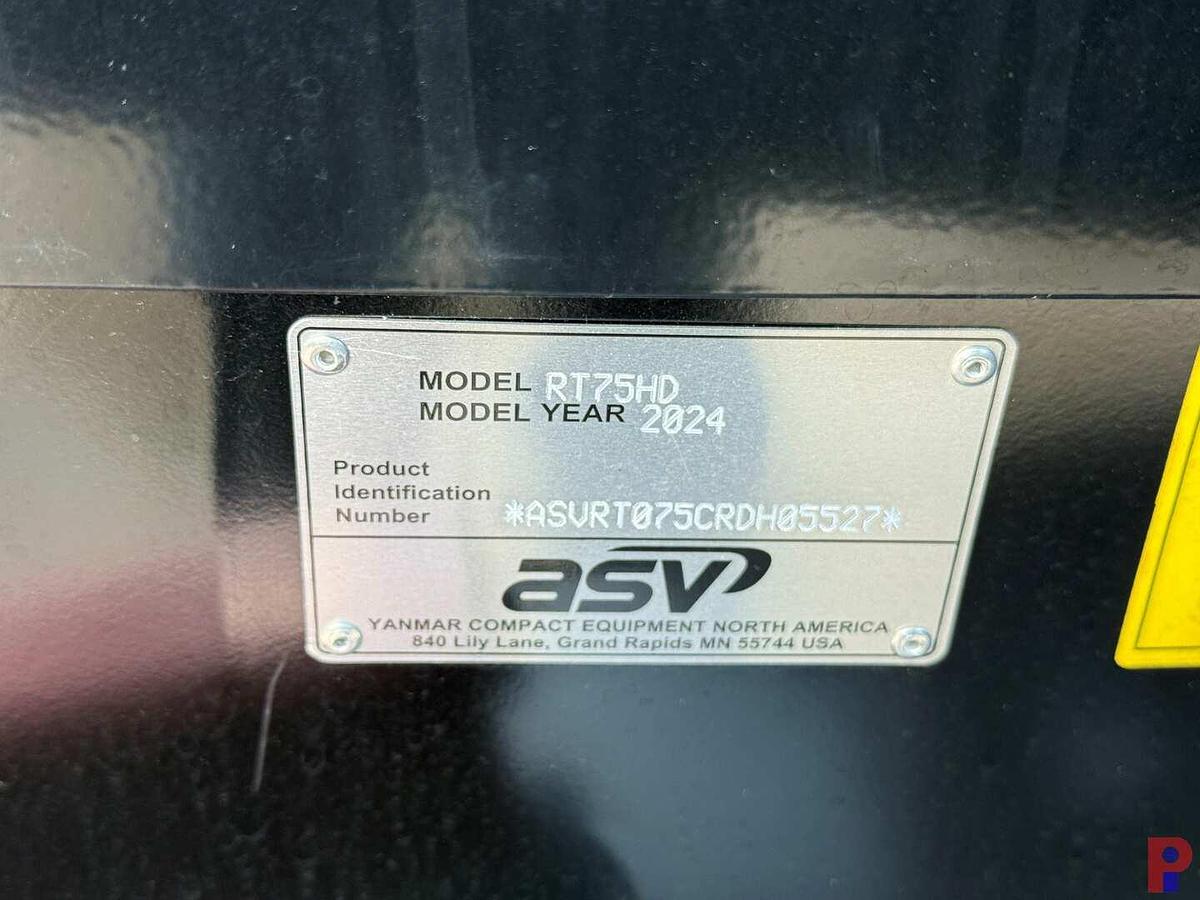 MODEL RT75HD
MODEL YEAR 2024
Product
Identification
Number *ASVRT075CRDH05527*
asv
YANMAR COMPACT EQUIPMENT NORTH AMERICA
840 Lily Lane, Grand Rapids MN 55744 USA